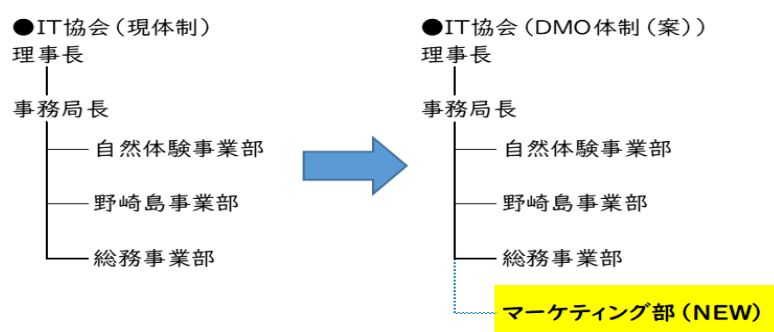 ●IT協会(現体制)
理事長
事務局長
自然体験事業部
野崎島事業部
総務事業部
●IT協会(DMO体制(案))
理事長
事務局長
自然体験事業部
野崎島事業部
総務事業部
マーケティング部(NEW)